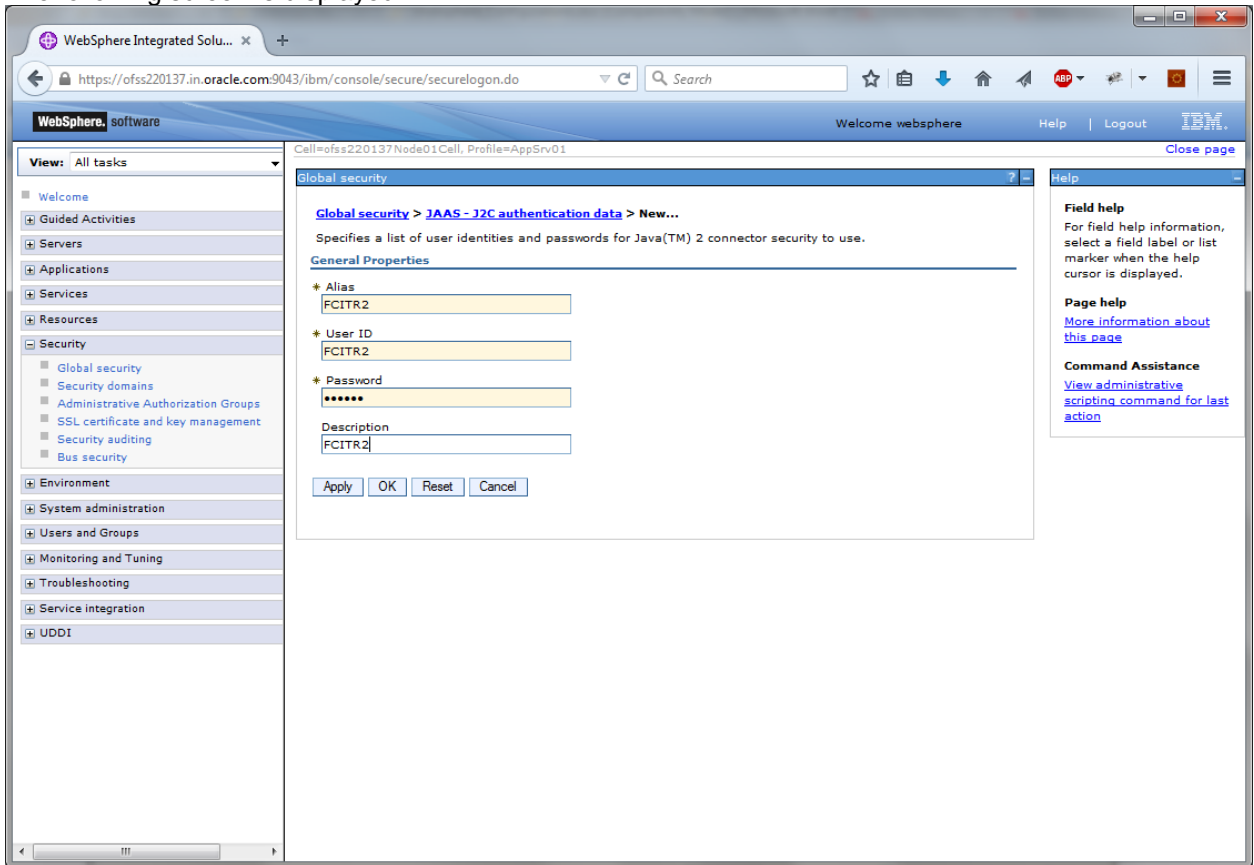 WebSphere Integrated Solu... × +
https://ofss220137.in.oracle.com:9043/ibm/console/secure/securelogon.do Search ABP
WebSphere. software Welcome websphere Help | Logout IBM.
View: All tasks
Welcome
Guided Activities
Servers
Applications
Services
Resources
Security
Global security
Security domains
Administrative Authorization Groups
SSL certificate and key management
Security auditing
Bus security
Environment
System administration
Users and Groups
Monitoring and Tuning
Troubleshooting
Service integration
UDDI
Cell=ofss220137Node01Cell, Profile=AppSrv01 Close page
Global security ? –
Global security > JAAS - J2C authentication data > New...
Specifies a list of user identities and passwords for Java(TM) 2 connector security to use.
General Properties
* Alias
FCITR2
* User ID
FCITR2
* Password
••••••
Description
FCITR2
Apply OK Reset Cancel
Help –
Field help
For field help information,
select a field label or list
marker when the help
cursor is displayed.
Page help
More information about
this page
Command Assistance
View administrative
scripting command for last
action